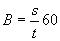 B = s/t 60